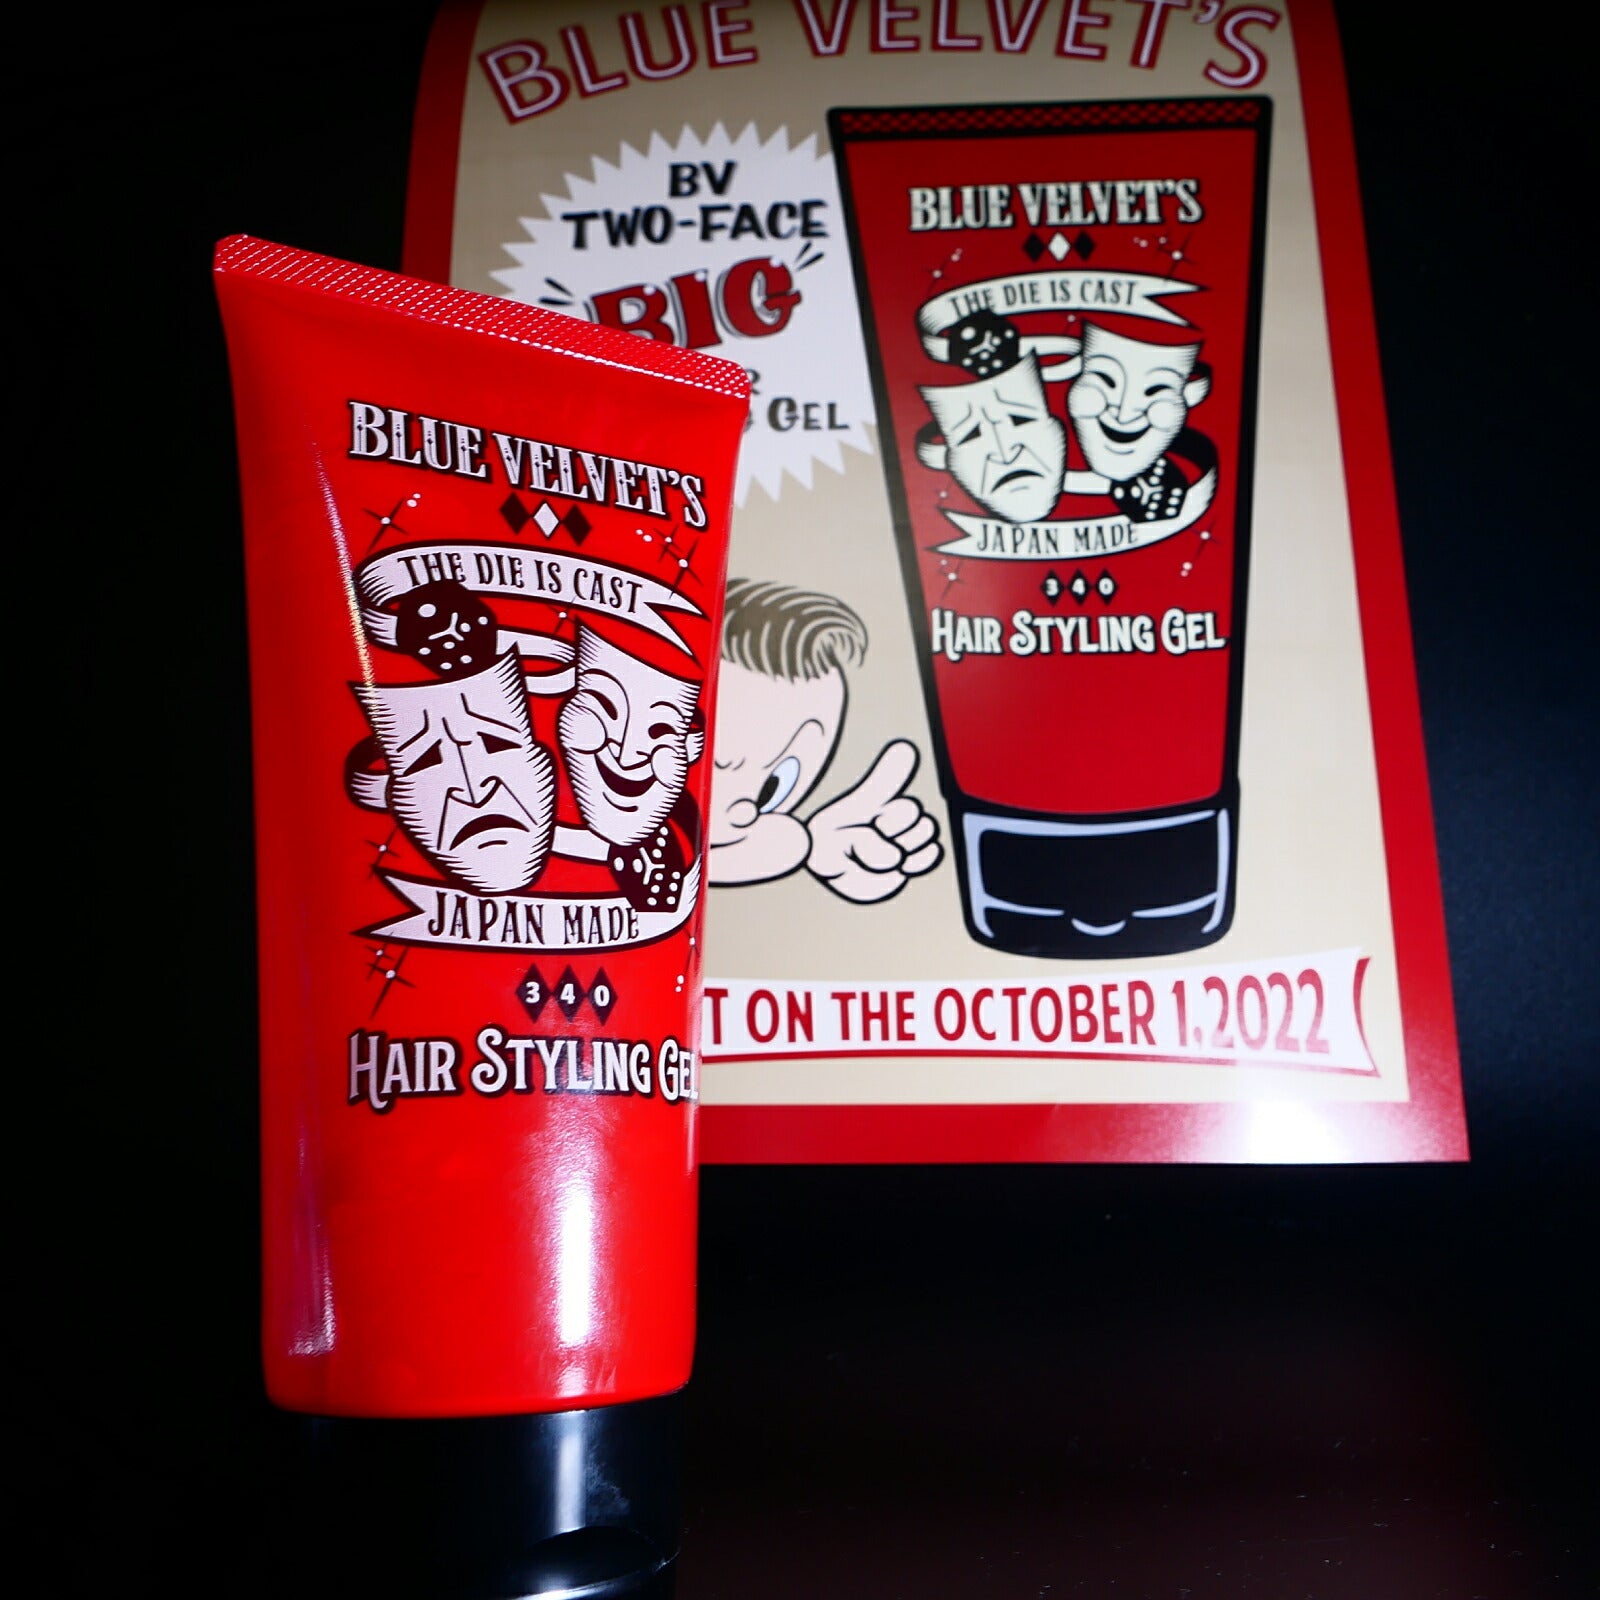 BLUE VELVET'S
BV
TWO-FACE
BIG
GEL
BLUE VELVET'S
THE DIE IS CAST
JAPAN MADE
340
HAIR STYLING GEL
T ON THE OCTOBER 1,2022
BLUE VELVET'S
THE DIE IS CAST
JAPAN MADE
340
HAIR STYLING GEL